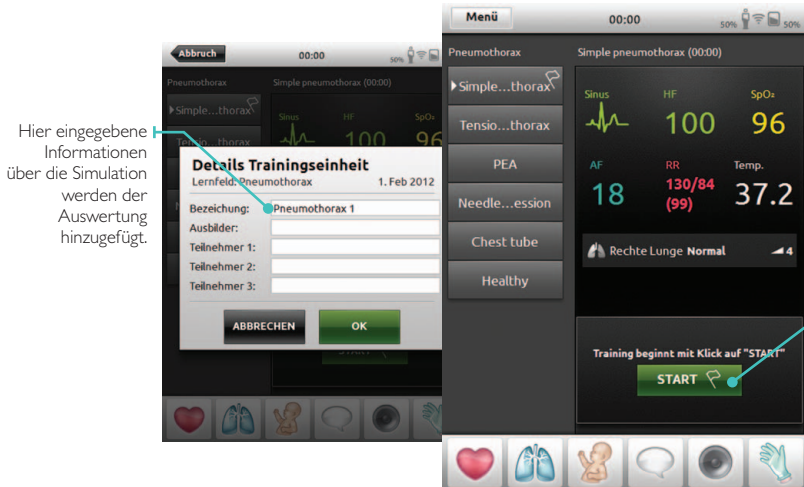 Hier eingegebene
Informationen
über die Simulation
werden der
Auswertung
hinzugefügt.
Abbruch 00:00 50%
Pneumothorax Simple pneumothorax (00:00)
Simple...thorax
Sinus HF SpO₂
Tensio...thorax
100 96
Details Trainingseinheit
Lernfeld: Pneumothorax 1. Feb 2012
Bezeichung: Pneumothorax 1
Ausbilder:
Teilnehmer 1:
Teilnehmer 2:
Teilnehmer 3:
ABBRECHEN OK
START
Menü 00:00 50% 50%
Pneumothorax Simple pneumothorax (00:00)
Simple...thorax
Tensio...thorax
PEA
Needle...ession
Chest tube
Healthy
Sinus HF SpO₂
100 96
AF RR Temp.
18 130/84 37.2
(99)
Rechte Lunge Normal 4
Training beginnt mit Klick auf "START"
START